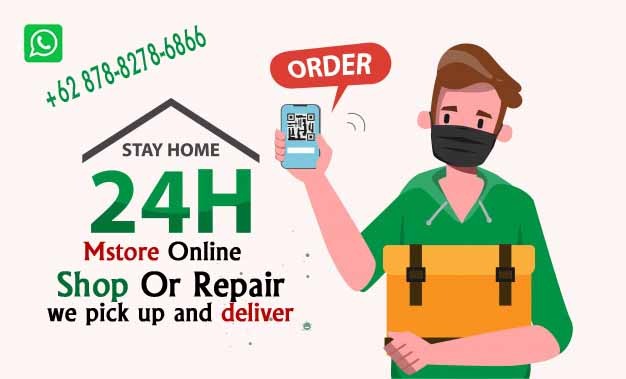 +62 878-8278-6866
ORDER
STAY HOME
24H
Mstore Online
Shop Or Repair
we pick up and deliver